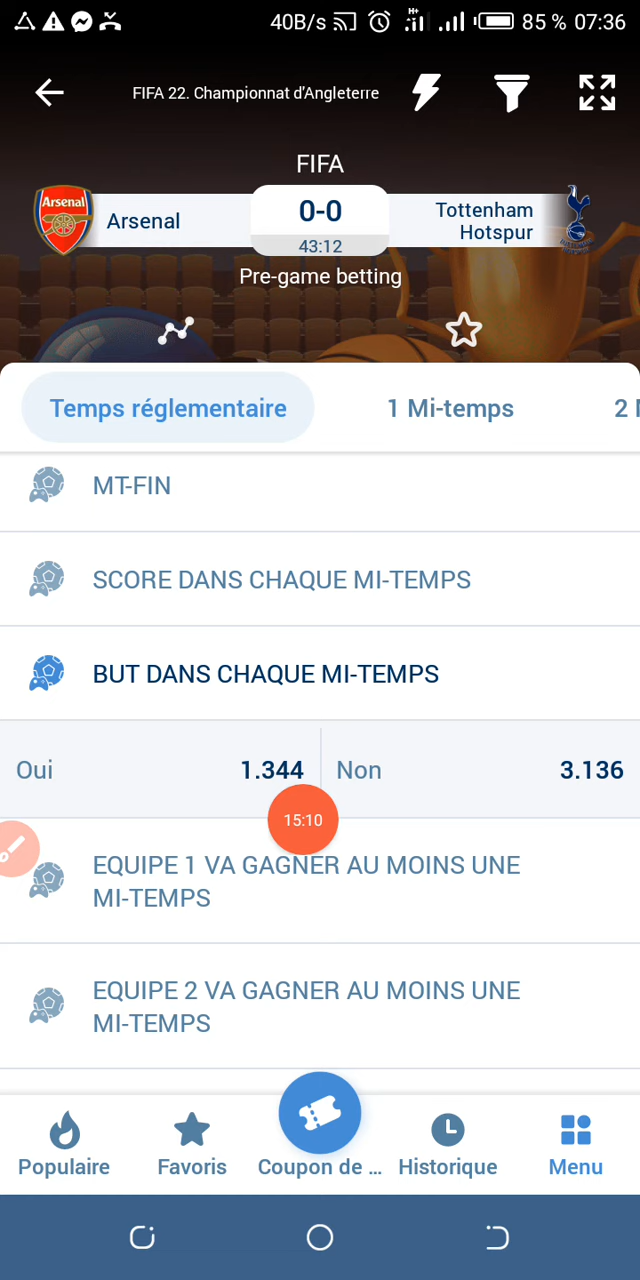 40B/s H+ 85 % 07:36
FIFA 22. Championnat d'Angleterre
FIFA
Arsenal
Arsenal
0-0
Tottenham
Hotspur
43:12
Pre-game betting
Temps réglementaire
1 Mi-temps
2
MT-FIN
SCORE DANS CHAQUE MI-TEMPS
BUT DANS CHAQUE MI-TEMPS
Oui 1.344 Non 3.136
15:10
EQUIPE 1 VA GAGNER AU MOINS UNE
MI-TEMPS
EQUIPE 2 VA GAGNER AU MOINS UNE
MI-TEMPS
Populaire Favoris Coupon de ... Historique Menu